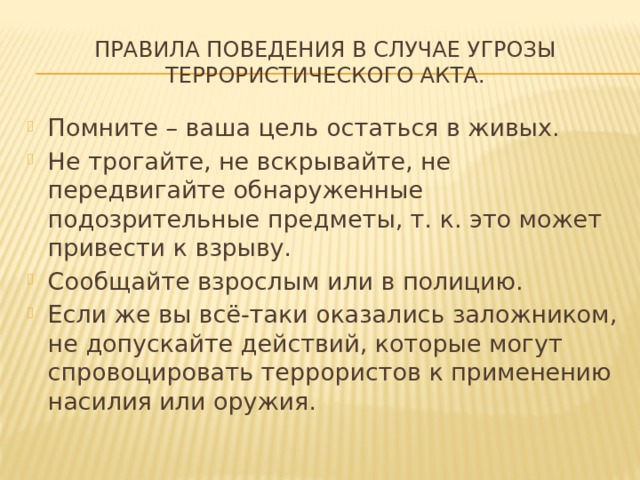 ПРАВИЛА ПОВЕДЕНИЯ В СЛУЧАЕ УГРОЗЫ
ТЕРРОРИСТИЧЕСКОГО АКТА.
Помните – ваша цель остаться в живых.
Не трогайте, не вскрывайте, не
передвигайте обнаруженные
подозрительные предметы, т. к. это может
привести к взрыву.
Сообщайте взрослым или в полицию.
Если же вы всё-таки оказались заложником,
не допускайте действий, которые могут
спровоцировать террористов к применению
насилия или оружия.